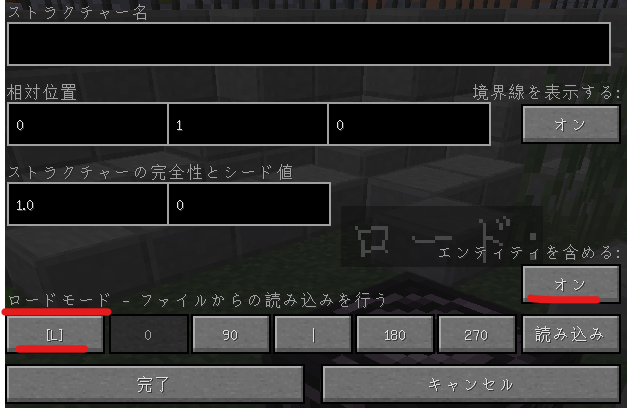 ストラクチャー名
相対位置
境界線を表示する:
0 1 0 オン
ストラクチャーの完全性とシード値
1.0 0
ロード:
エンティティを含める:
オン
ロードモード - ファイルからの読み込みを行う
[L] 0 90 | 180 270 読み込み
完了 キャンセル